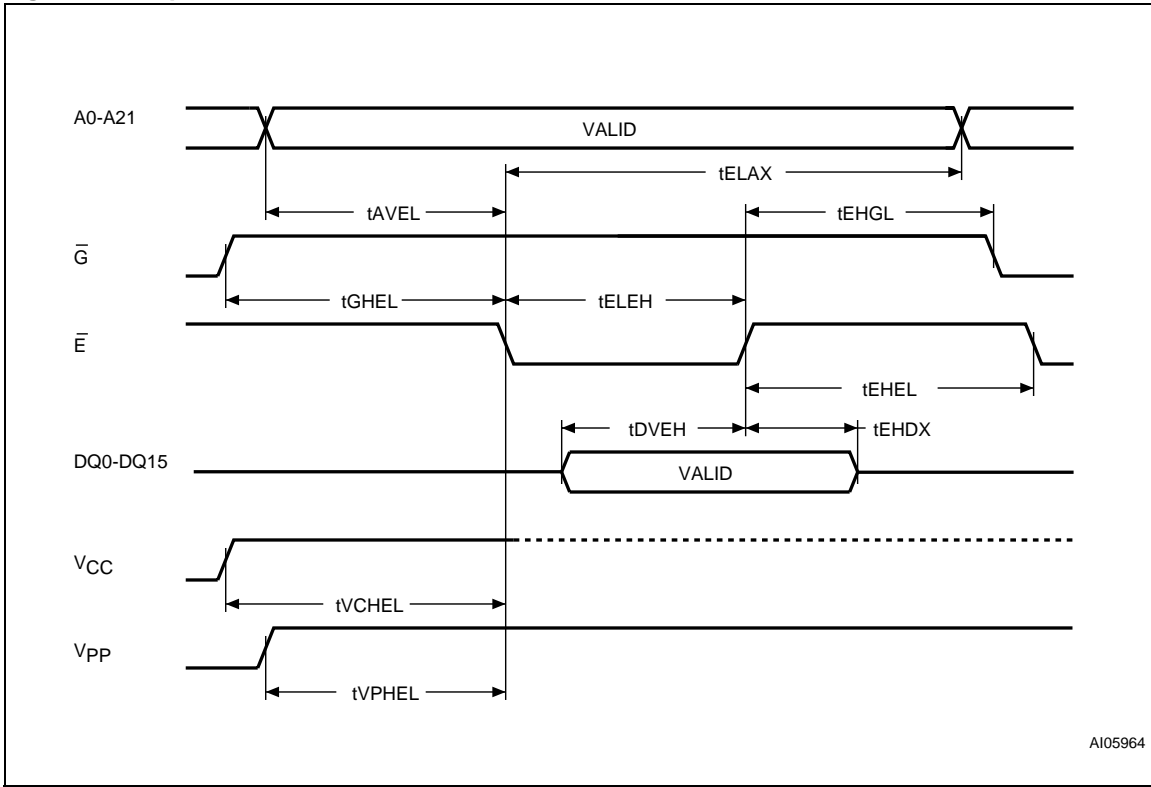 A0-A21
VALID
tELAX
tAVEL
tEHGL
G̅
tGHEL
tELEH
E̅
tEHEL
tDVEH
tEHDX
DQ0-DQ15
VALID
VCC
tVCHEL
VPP
tVPHEL
AI05964